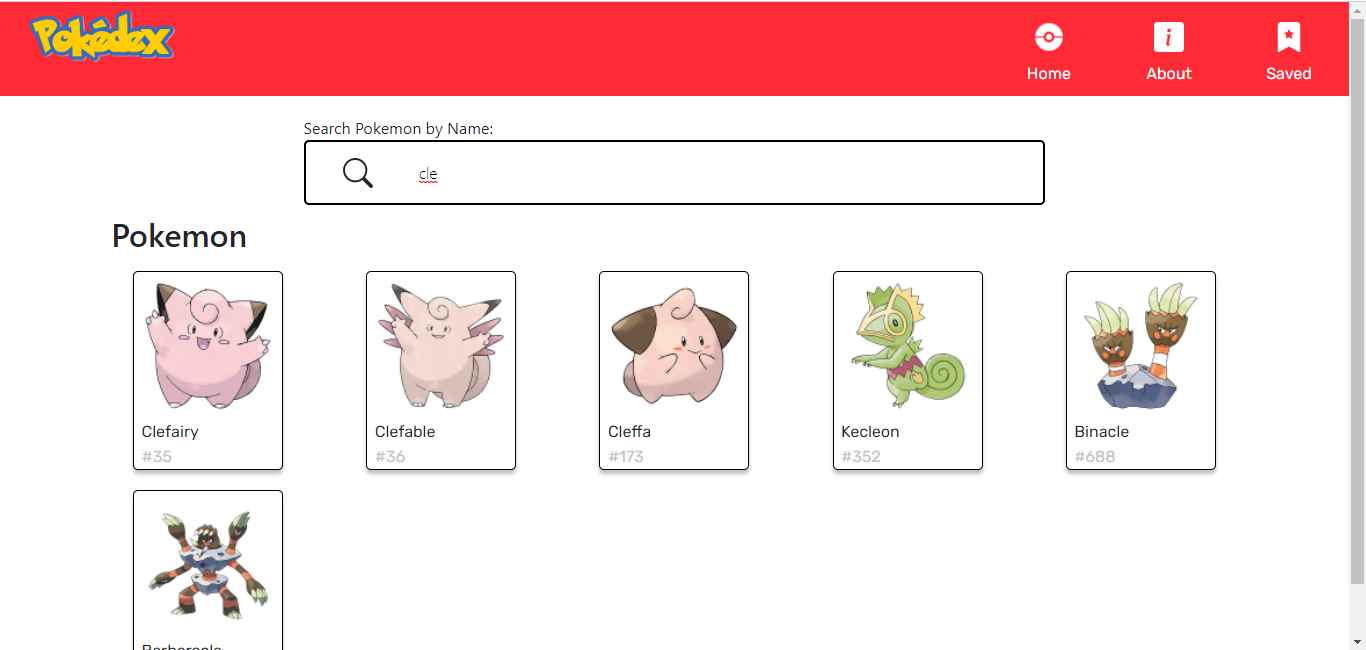 Pokédex
Home About Saved
Search Pokemon by Name:
cle
Pokemon
Clefairy Clefable Cleffa Kecleon Binacle
#35 #36 #173 #352 #688